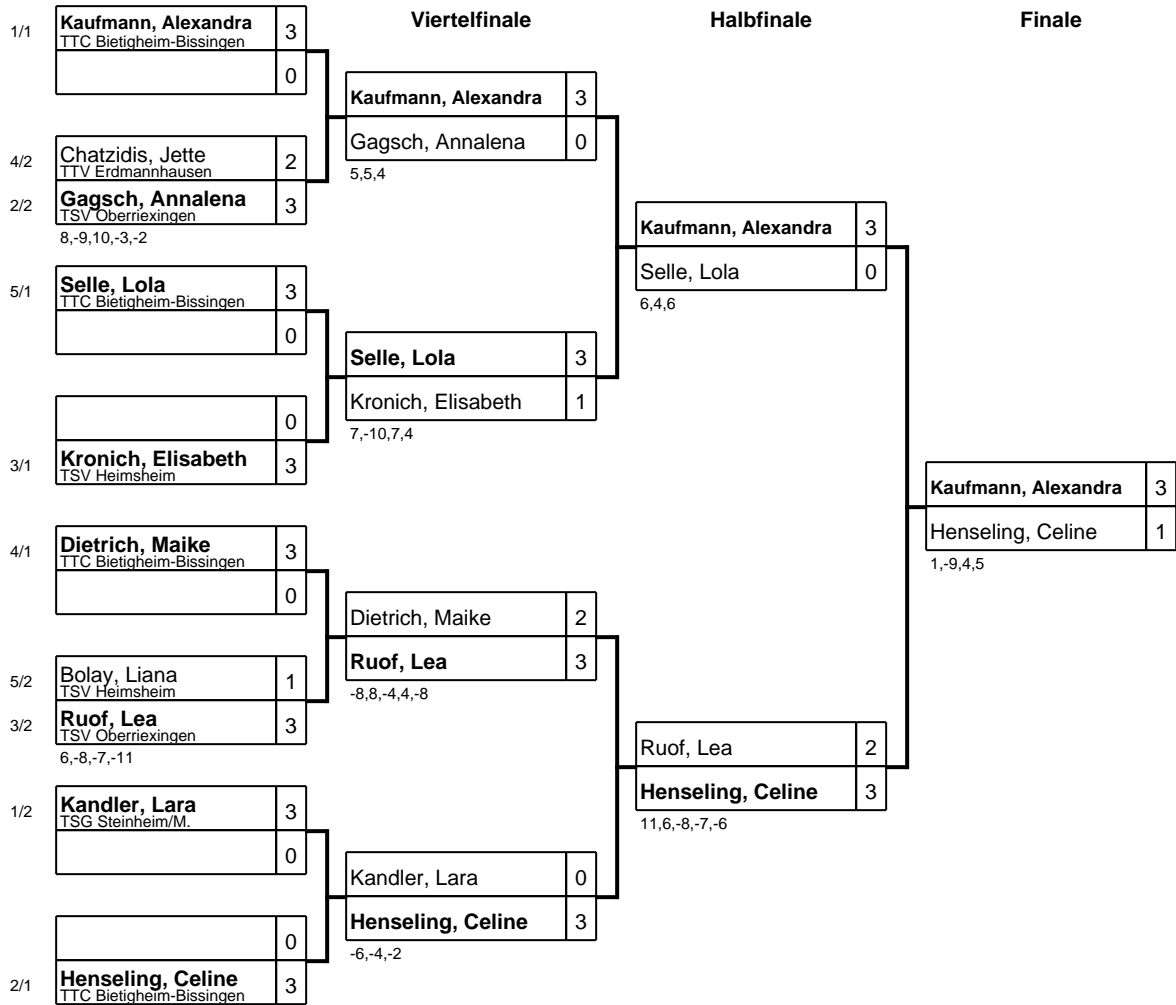 Viertelfinale
Halbfinale
Finale
1/1
Kaufmann, Alexandra 3
TTC Bietigheim-Bissingen
0
4/2
Chatzidis, Jette 2
TTV Erdmannhausen
2/2
Gagsch, Annalena 3
TSV Oberriexingen
8,-9,10,-3,-2
5/1
Selle, Lola 3
TTC Bietigheim-Bissingen
0
0
3/1
Kronich, Elisabeth 3
TSV Heimsheim
4/1
Dietrich, Maike 3
TTC Bietigheim-Bissingen
0
5/2
Bolay, Liana 1
TSV Heimsheim
3/2
Ruof, Lea 3
TSV Oberriexingen
6,-8,-7,-11
1/2
Kandler, Lara 3
TSG Steinheim/M.
0
0
2/1
Henseling, Celine 3
TTC Bietigheim-Bissingen
Kaufmann, Alexandra 3
Gagsch, Annalena 0
5,5,4
Selle, Lola 3
Kronich, Elisabeth 1
7,-10,7,4
Dietrich, Maike 2
Ruof, Lea 3
-8,8,-4,4,-8
Kandler, Lara 0
Henseling, Celine 3
-6,-4,-2
Kaufmann, Alexandra 3
Selle, Lola 0
6,4,6
Ruof, Lea 2
Henseling, Celine 3
11,6,-8,-7,-6
Kaufmann, Alexandra 3
Henseling, Celine 1
1,-9,4,5